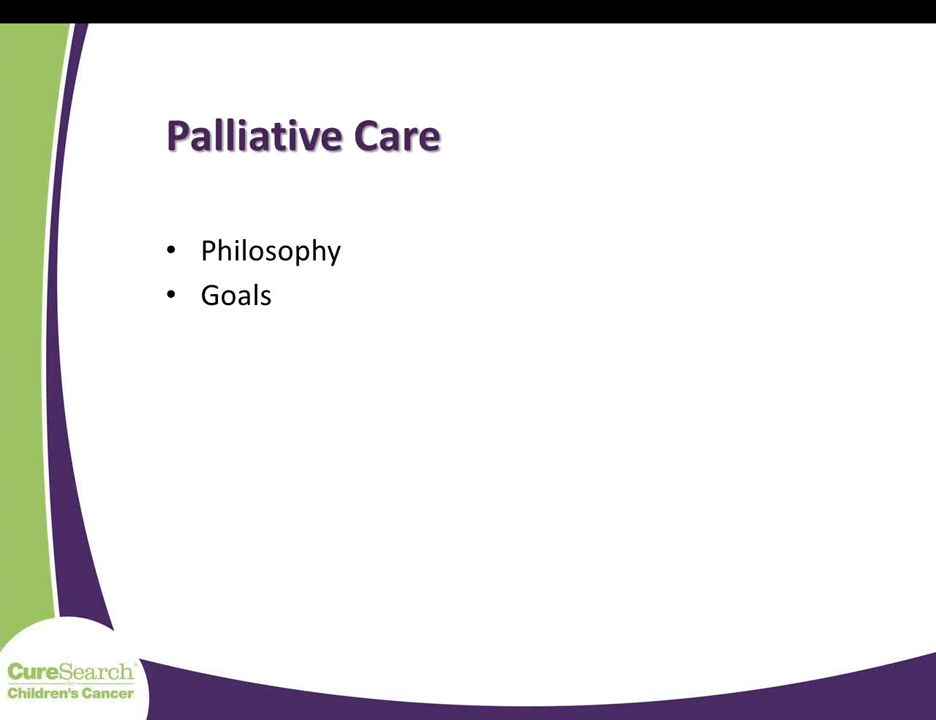 Palliative Care
• Philosophy
• Goals
CureSearch
Children's Cancer